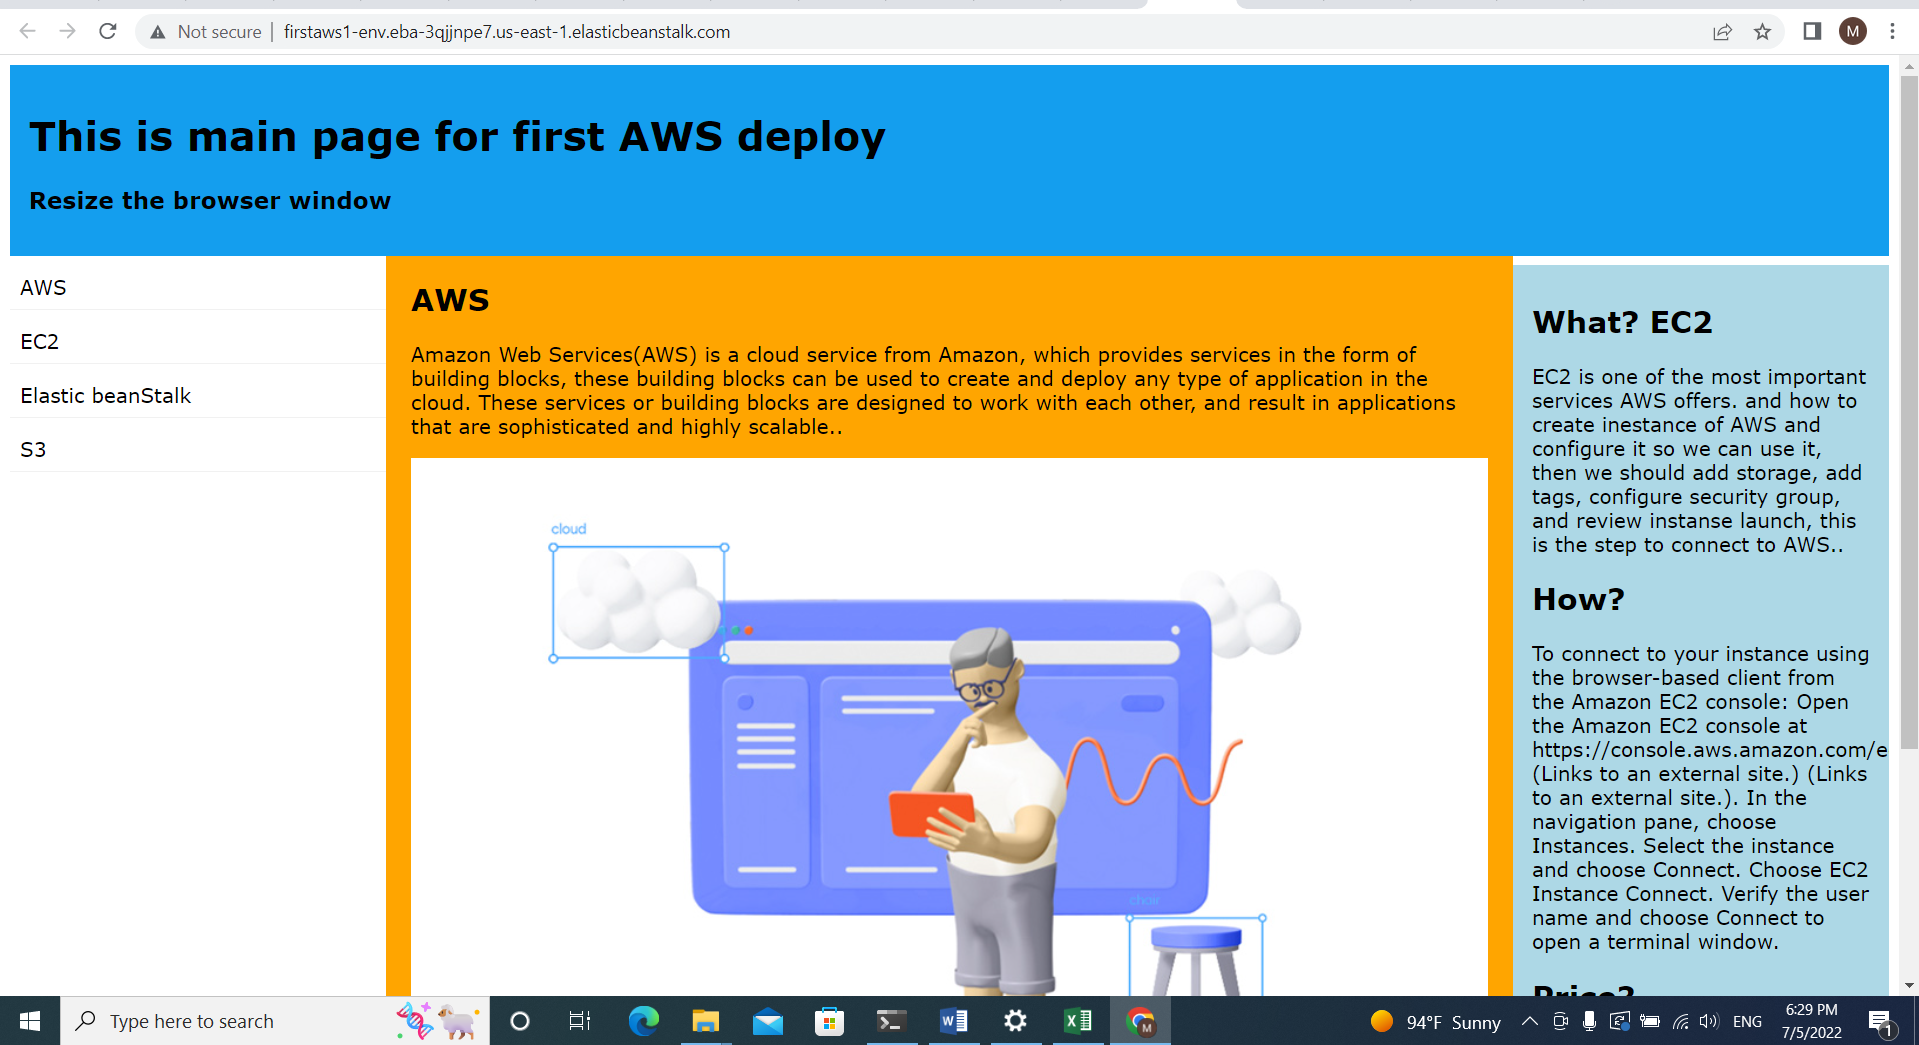 Not secure
firstaws1-env.eba-3qjjnpe7.us-east-1.elasticbeanstalk.com
M
This is main page for first AWS deploy
Resize the browser window
AWS
EC2
Elastic beanStalk
S3
AWS
Amazon Web Services(AWS) is a cloud service from Amazon, which provides services in the form of
building blocks, these building blocks can be used to create and deploy any type of application in the
cloud. These services or building blocks are designed to work with each other, and result in applications
that are sophisticated and highly scalable..
cloud
chair
What? EC2
EC2 is one of the most important
services AWS offers. and how to
create inestance of AWS and
configure it so we can use it,
then we should add storage, add
tags, configure security group,
and review instanse launch, this
is the step to connect to AWS..
How?
To connect to your instance using
the browser-based client from
the Amazon EC2 console: Open
the Amazon EC2 console at
https://console.aws.amazon.com/e
(Links to an external site.) (Links
to an external site.). In the
navigation pane, choose
Instances. Select the instance
and choose Connect. Choose EC2
Instance Connect. Verify the user
name and choose Connect to
open a terminal window.
Price?
Type here to search
M
94°F Sunny
ENG
6:29 PM
7/5/2022
1